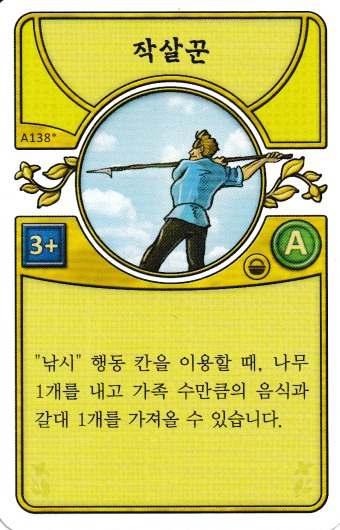 작살꾼
A138*
3+
A
"낚시" 행동 칸을 이용할 때, 나무
1개를 내고 가족 수만큼의 음식과
갈대 1개를 가져올 수 있습니다.